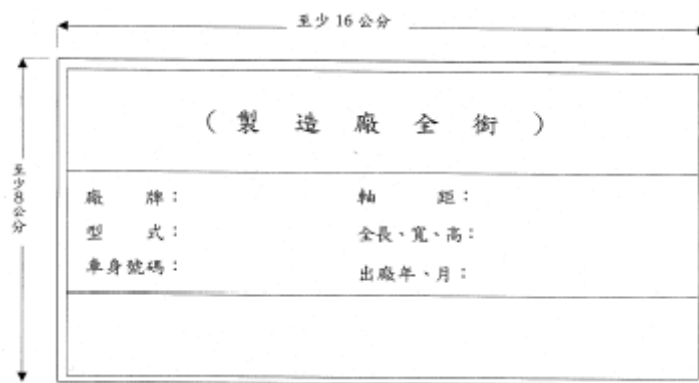 至少 16 公分
至少8公分
（製造廠全銜）
廠牌：
軸距：
型式：
全長、寬、高：
車身號碼：
出廠年、月：